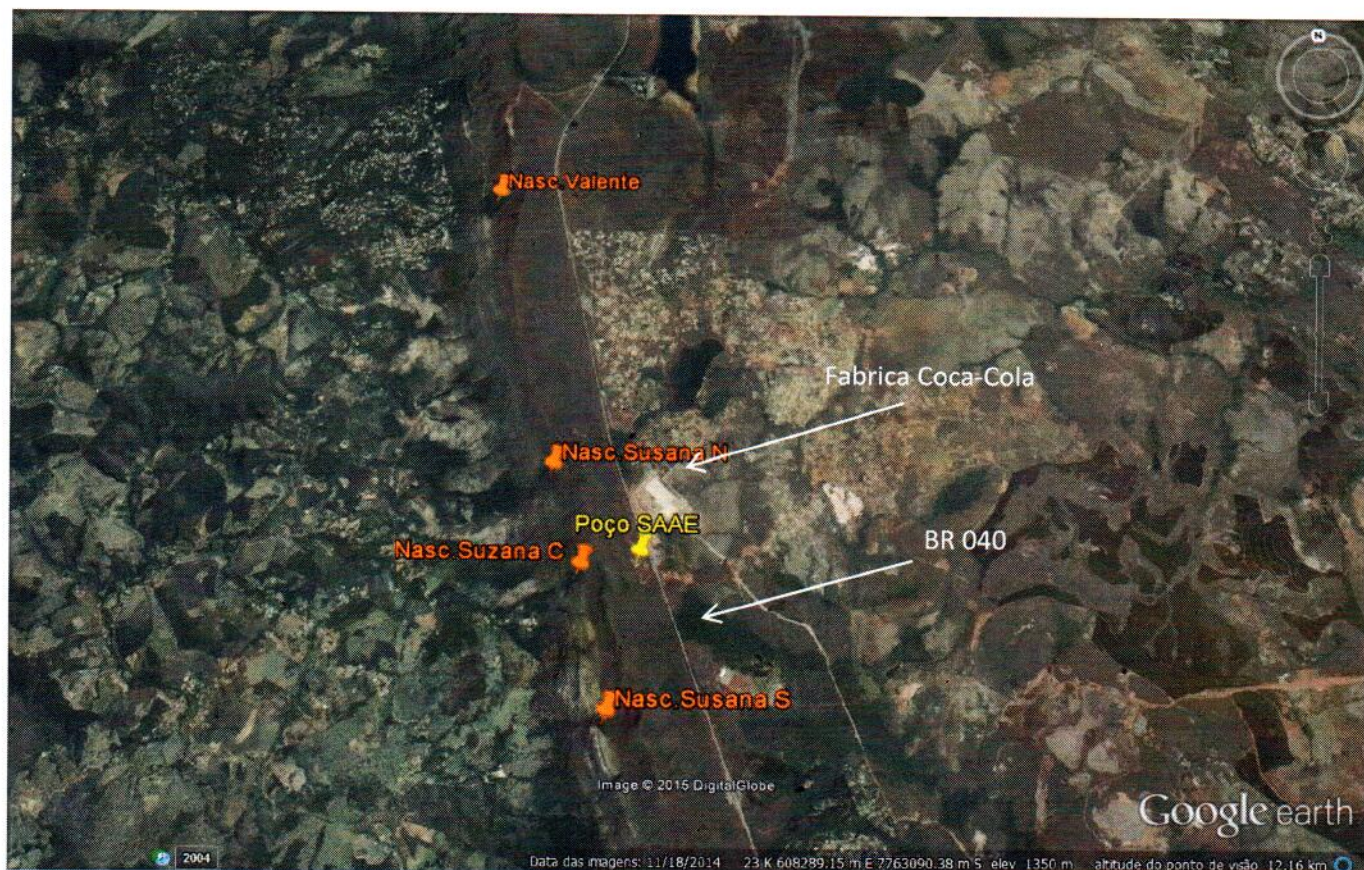 N
Nasc Valente
Fabrica Coca-Cola
Nasc Susana N
Poço SAAE
Nasc Suzana C
BR 040
Nasc Susana S
Image © 2015 DigitalGlobe
Google earth
2004
Data das imagens: 11/18/2014 23 K 608289.15 m E 7763090.38 m S elev 1350 m altitude do ponto de visão 12.16 km